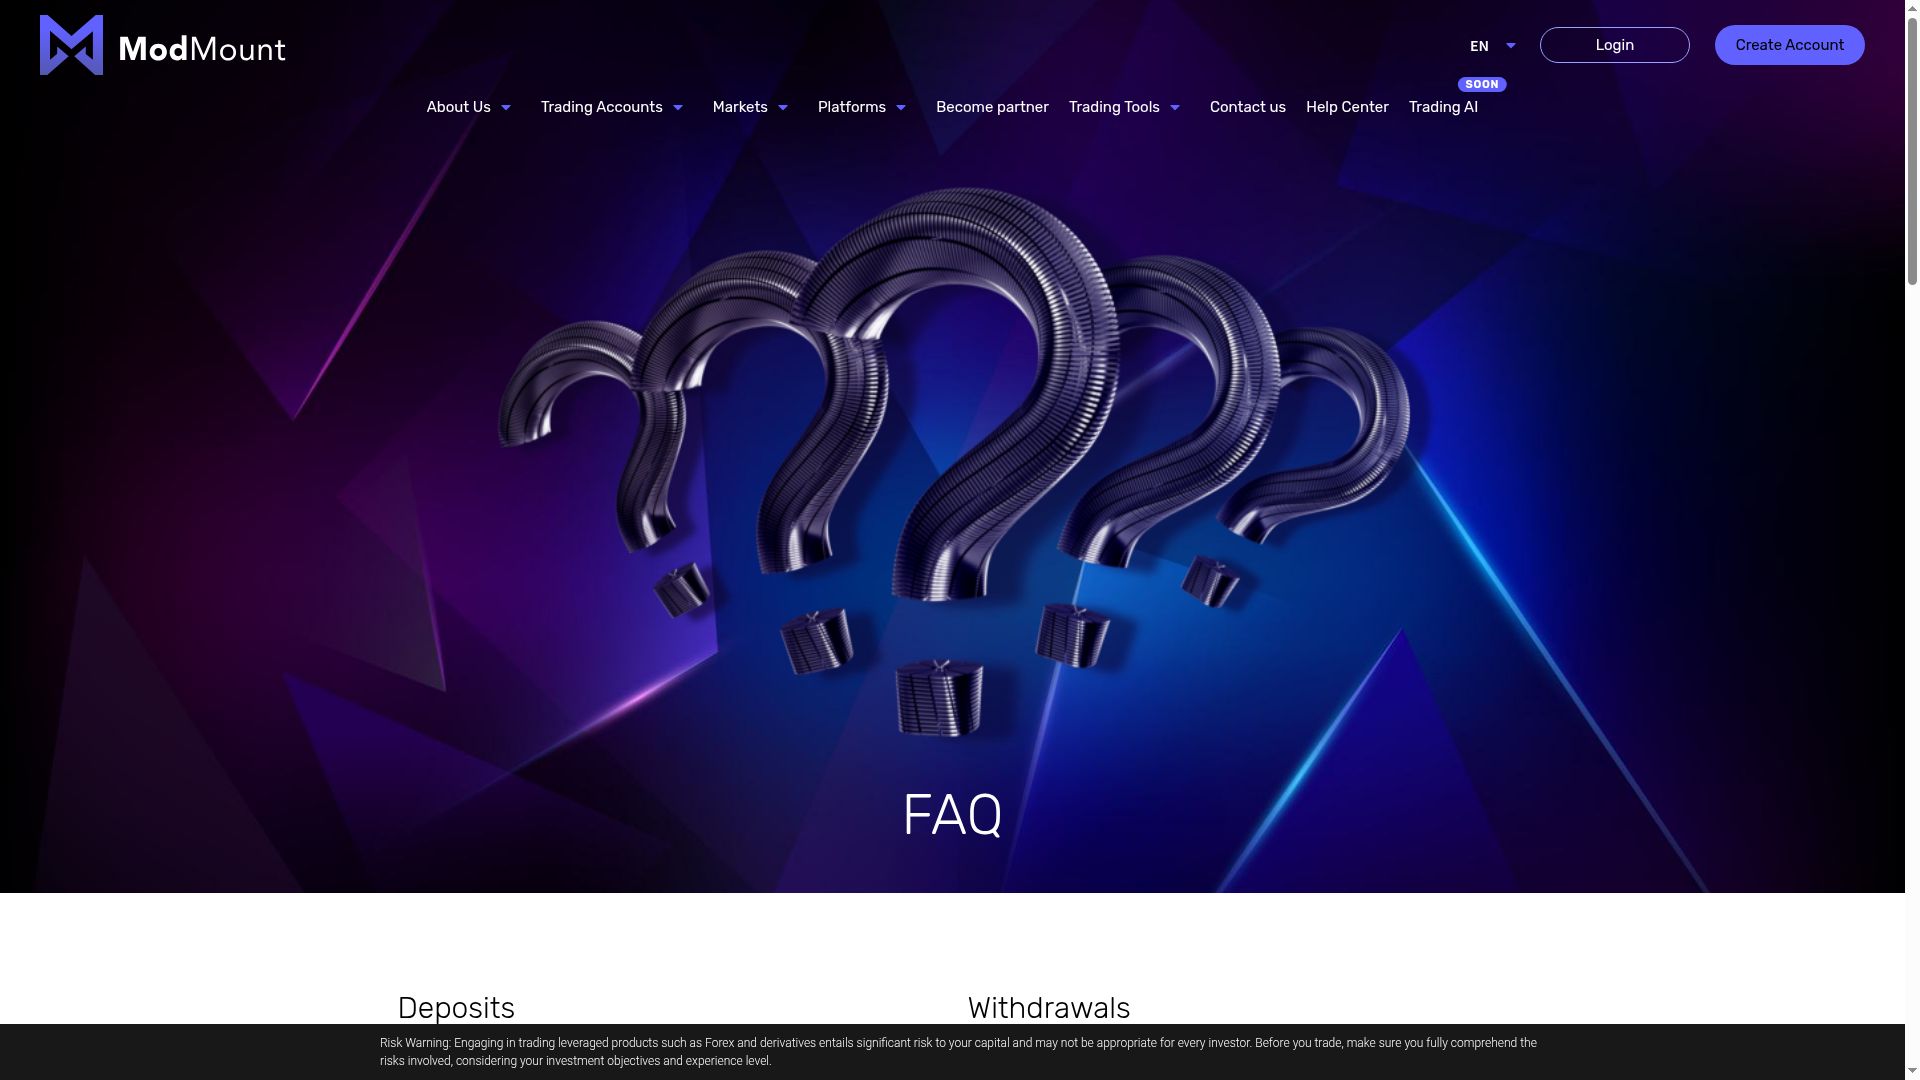 ModMount
EN
Login
Create Account
SOON
About Us
Trading Accounts
Markets
Platforms
Become partner
Trading Tools
Contact us
Help Center
Trading AI
FAQ
Deposits
Withdrawals
Risk Warning: Engaging in trading leveraged products such as Forex and derivatives entails significant risk to your capital and may not be appropriate for every investor. Before you trade, make sure you fully comprehend the
risks involved, considering your investment objectives and experience level.